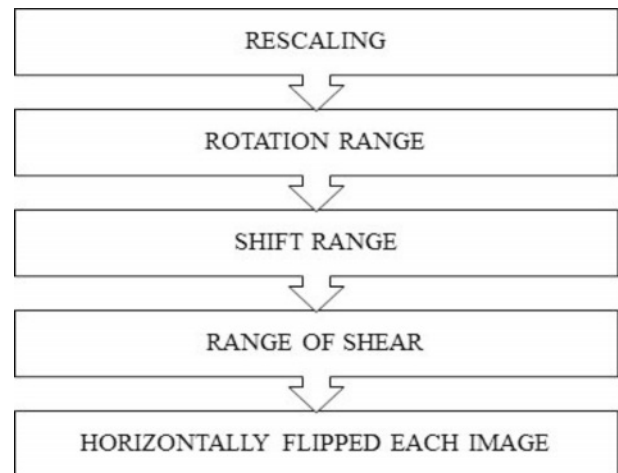 RESCALING
ROTATION RANGE
SHIFT RANGE
RANGE OF SHEAR
HORIZONTALLY FLIPPED EACH IMAGE